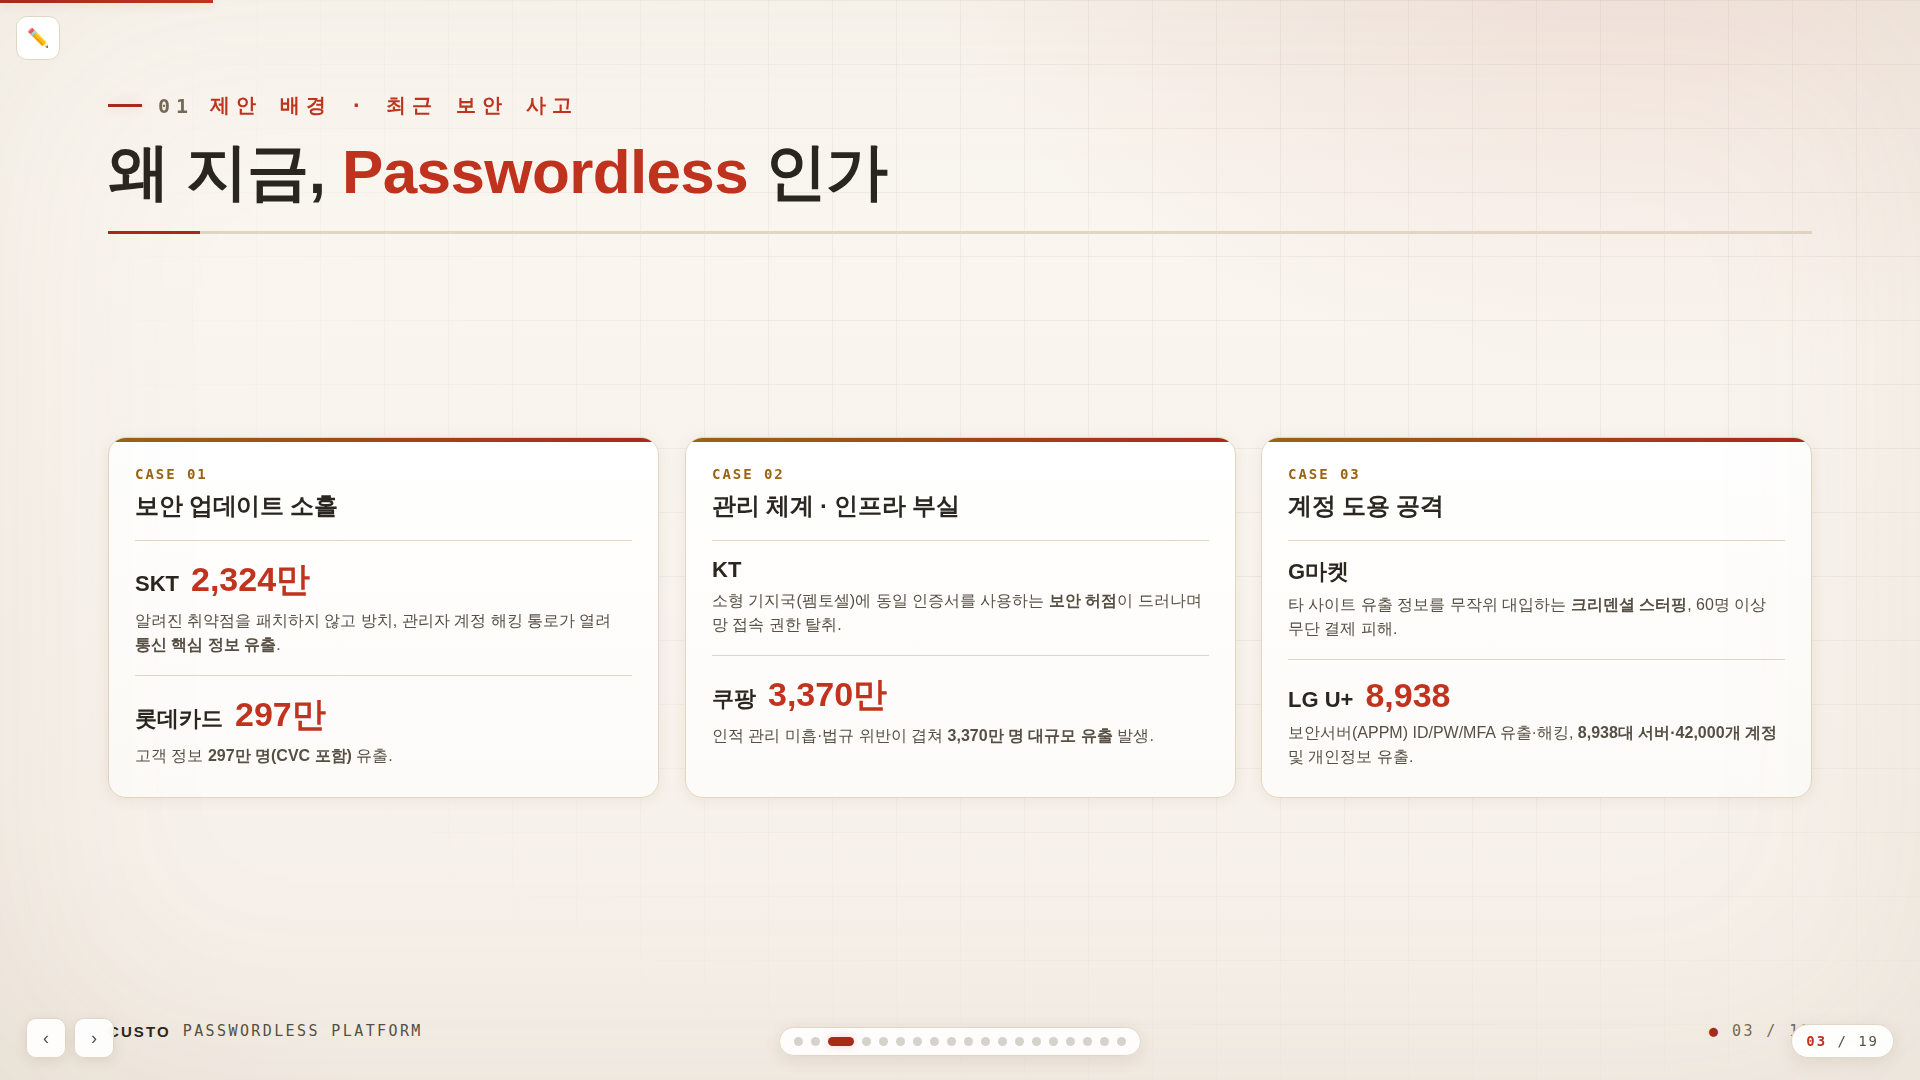 01 제안 배경 · 최근 보안 사고
왜 지금, Passwordless 인가
CASE 01
보안 업데이트 소홀
SKT 2,324만
알려진 취약점을 패치하지 않고 방치, 관리자 계정 해킹 통로가 열려
통신 핵심 정보 유출.
롯데카드 297만
고객 정보 297만 명(CVC 포함) 유출.
CASE 02
관리 체계 · 인프라 부실
KT
소형 기지국(펨토셀)에 동일 인증서를 사용하는 보안 허점이 드러나며
망 접속 권한 탈취.
쿠팡 3,370만
인적 관리 미흡·법규 위반이 겹쳐 3,370만 명 대규모 유출 발생.
CASE 03
계정 도용 공격
G마켓
타 사이트 유출 정보를 무작위 대입하는 크리덴셜 스터핑, 60명 이상
무단 결제 피해.
LG U+ 8,938
보안서버(APPM) ID/PW/MFA 유출·해킹, 8,938대 서버·42,000개 계정
및 개인정보 유출.
‹ › CUSTO PASSWORDLESS PLATFORM
03 /
03 / 19